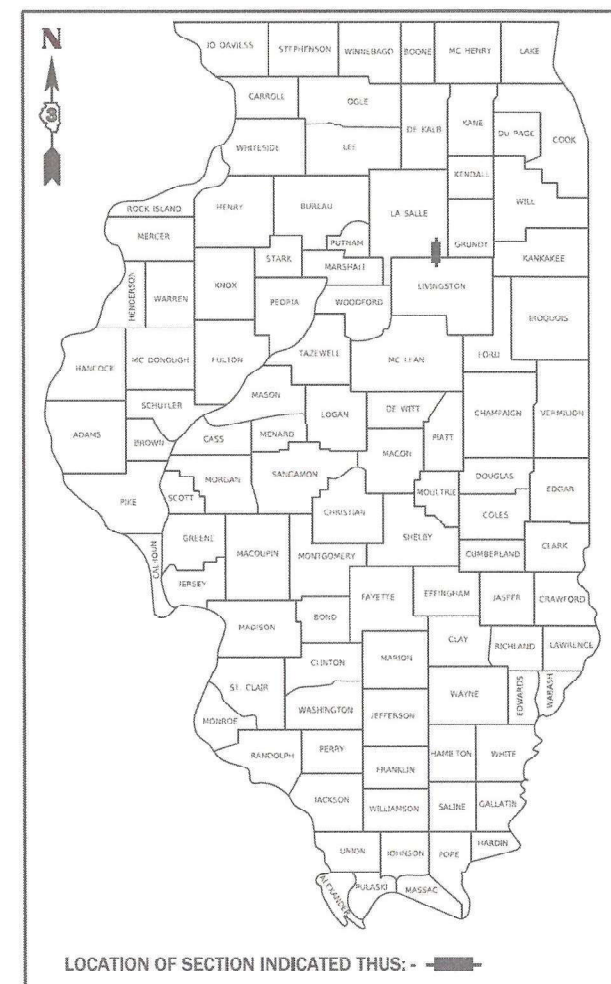 N
3
JO DAVIESS STEPHENSON WINNEBAGO BOONE MC HENRY LAKE
CARROLL OGLE DE KALB KANE DU PAGE COOK
WHITESIDE LEE KENDALL WILL
ROCK ISLAND HENRY BUREAU LA SALLE GRUNDY
MERCER PUTNAM KANKAKEE
STARK MARSHALL LIVINGSTON
HENDERSON WARREN KNOX PEORIA WOODFORD IROQUOIS
HANCOCK MC DONOUGH FULTON TAZEWELL MC LEAN FORD
SCHUYLER MASON LOGAN DE WITT CHAMPAIGN VERMILION
ADAMS BROWN CASS MENARD MACON PIATT
PIKE SCOTT MORGAN SANGAMON CHRISTIAN MOULTRIE DOUGLAS EDGAR
COLES
CALHOUN GREENE MACOUPIN MONTGOMERY SHELBY CUMBERLAND CLARK
JERSEY FAYETTE EFFINGHAM JASPER CRAWFORD
MADISON BOND CLAY RICHLAND LAWRENCE
CLINTON MARION EDWARDS WABASH
ST. CLAIR WASHINGTON WAYNE
MONROE JEFFERSON
RANDOLPH PERRY HAMILTON WHITE
FRANKLIN
JACKSON WILLIAMSON SALINE GALLATIN
UNION JOHNSON POPE HARDIN
ALEXANDER PULASKI MASSAC
LOCATION OF SECTION INDICATED THUS: -